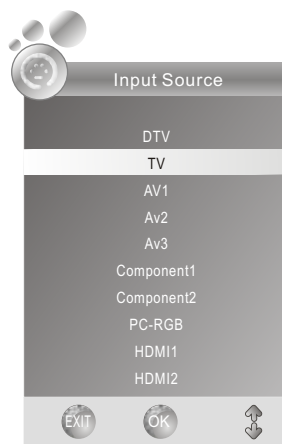 Input Source
DTV
TV
AV1
Av2
Av3
Component1
Component2
PC-RGB
HDMI1
HDMI2
EXIT OK